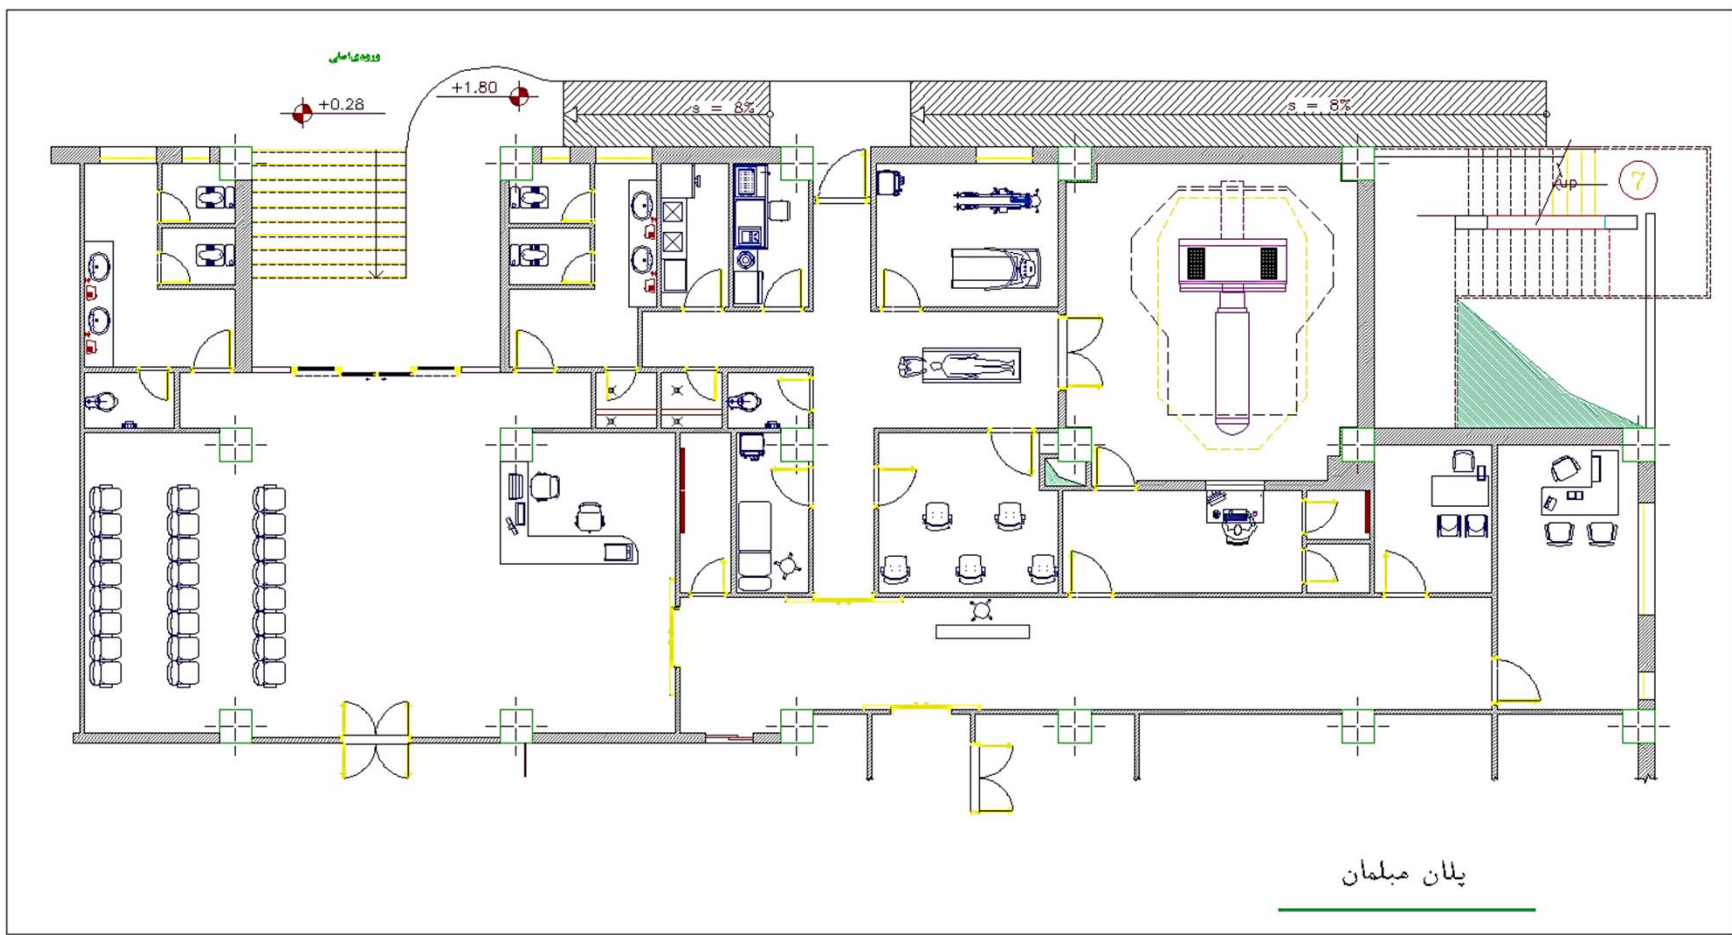 ورودی اصلی
+1.80
+0.28
s = 8%
s = 8%
up
7
پلان مبلمان